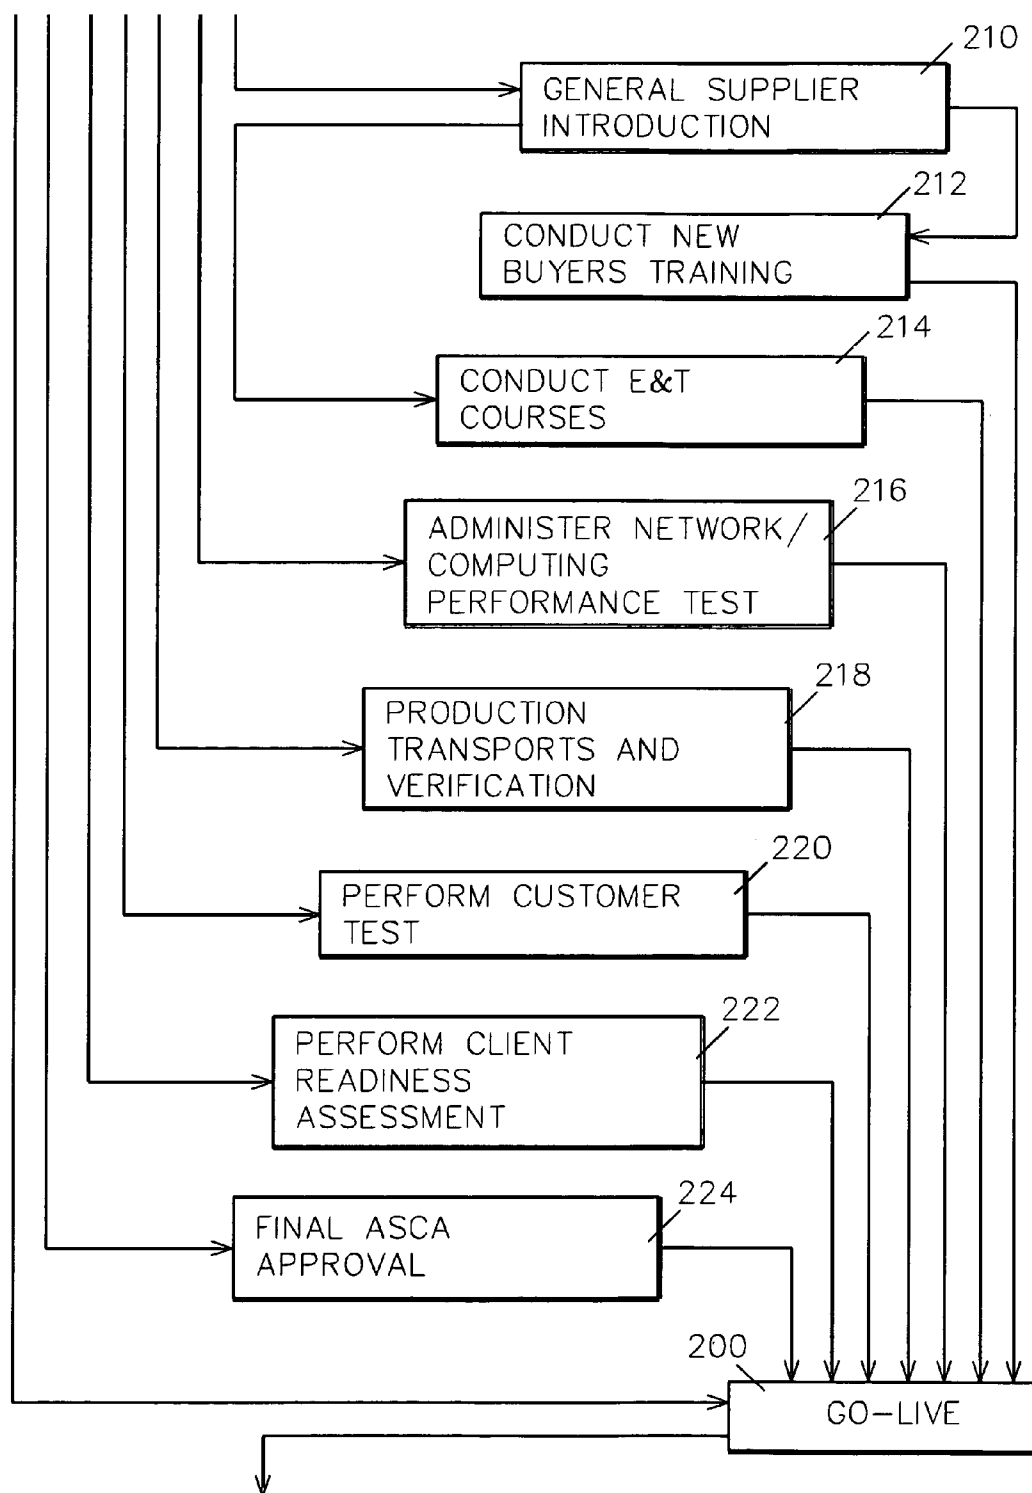 210
GENERAL SUPPLIER
INTRODUCTION
212
CONDUCT NEW
BUYERS TRAINING
214
CONDUCT E&T
COURSES
216
ADMINISTER NETWORK/
COMPUTING
PERFORMANCE TEST
218
PRODUCTION
TRANSPORTS AND
VERIFICATION
220
PERFORM CUSTOMER
TEST
222
PERFORM CLIENT
READINESS
ASSESSMENT
224
FINAL ASCA
APPROVAL
200
GO-LIVE